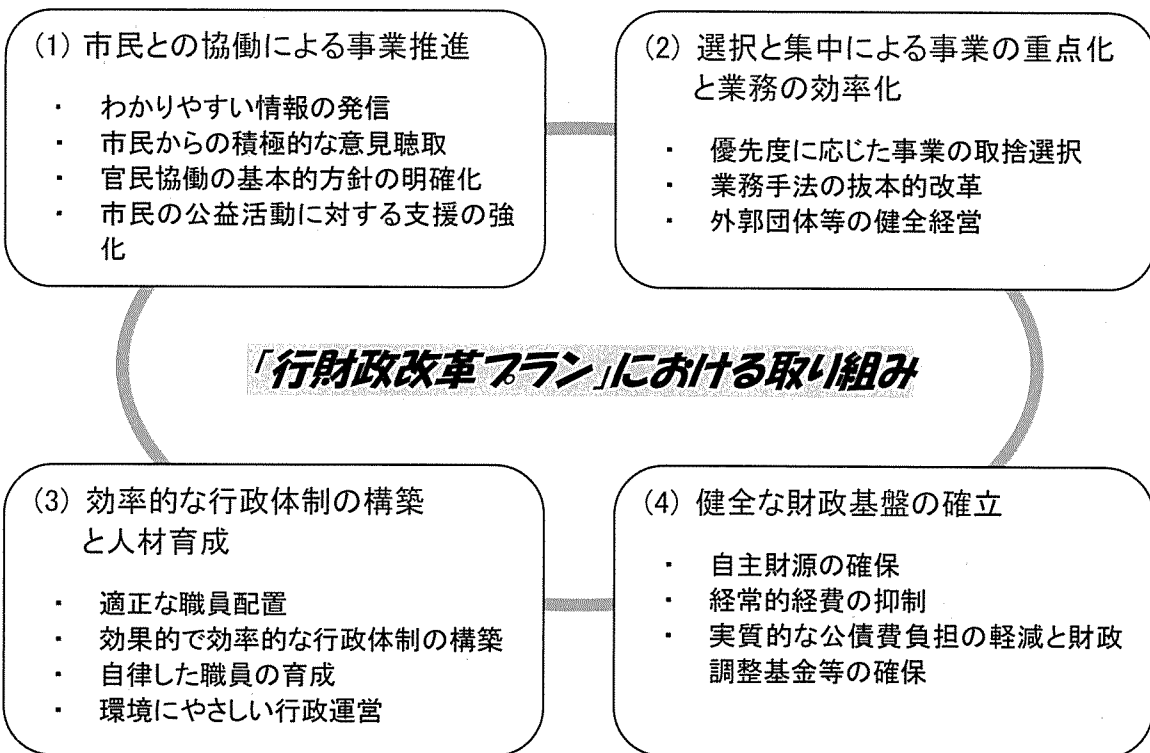 (1) 市民との協働による事業推進
・ わかりやすい情報の発信
・ 市民からの積極的な意見聴取
・ 官民協働の基本的方針の明確化
・ 市民の公益活動に対する支援の強
化
(2) 選択と集中による事業の重点化
と業務の効率化
・ 優先度に応じた事業の取捨選択
・ 業務手法の抜本的改革
・ 外郭団体等の健全経営
「行財政改革プラン」における取り組み
(3) 効率的な行政体制の構築
と人材育成
・ 適正な職員配置
・ 効果的で効率的な行政体制の構築
・ 自律した職員の育成
・ 環境にやさしい行政運営
(4) 健全な財政基盤の確立
・ 自主財源の確保
・ 経常的経費の抑制
・ 実質的な公債費負担の軽減と財政
調整基金等の確保